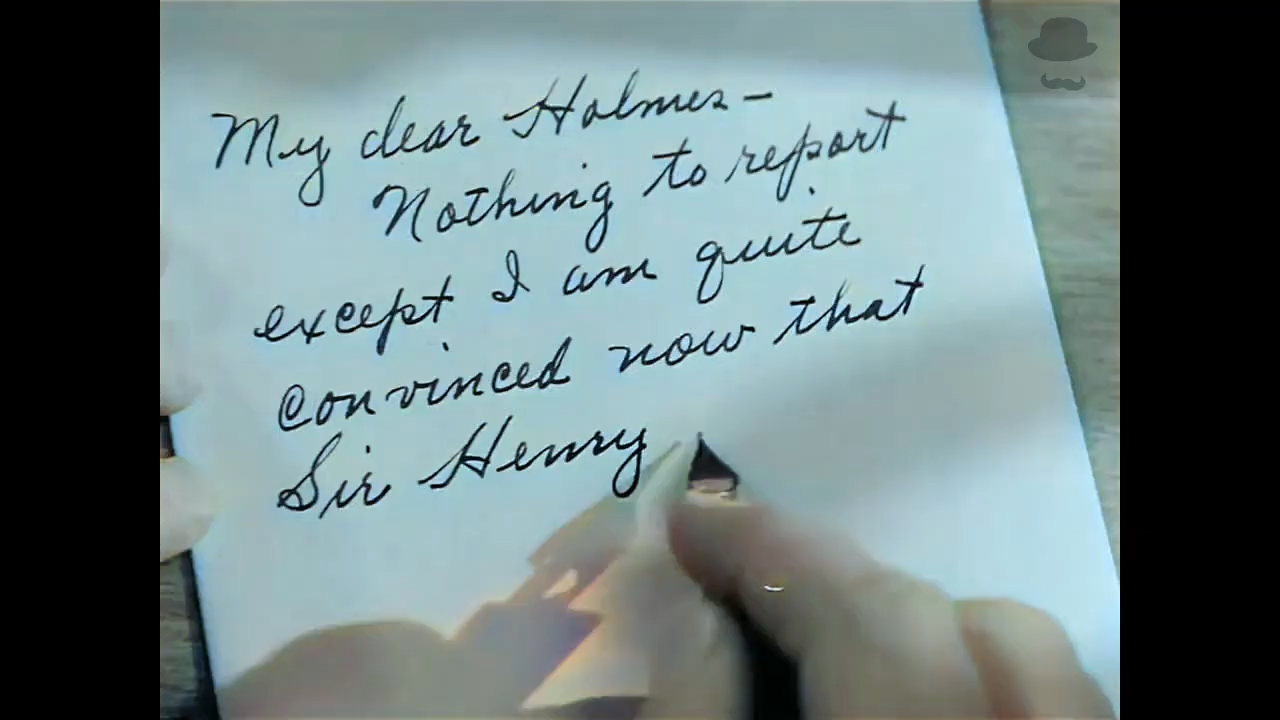 My dear Holmes-
Nothing to report
except I am quite
convinced now that
Sir Henry